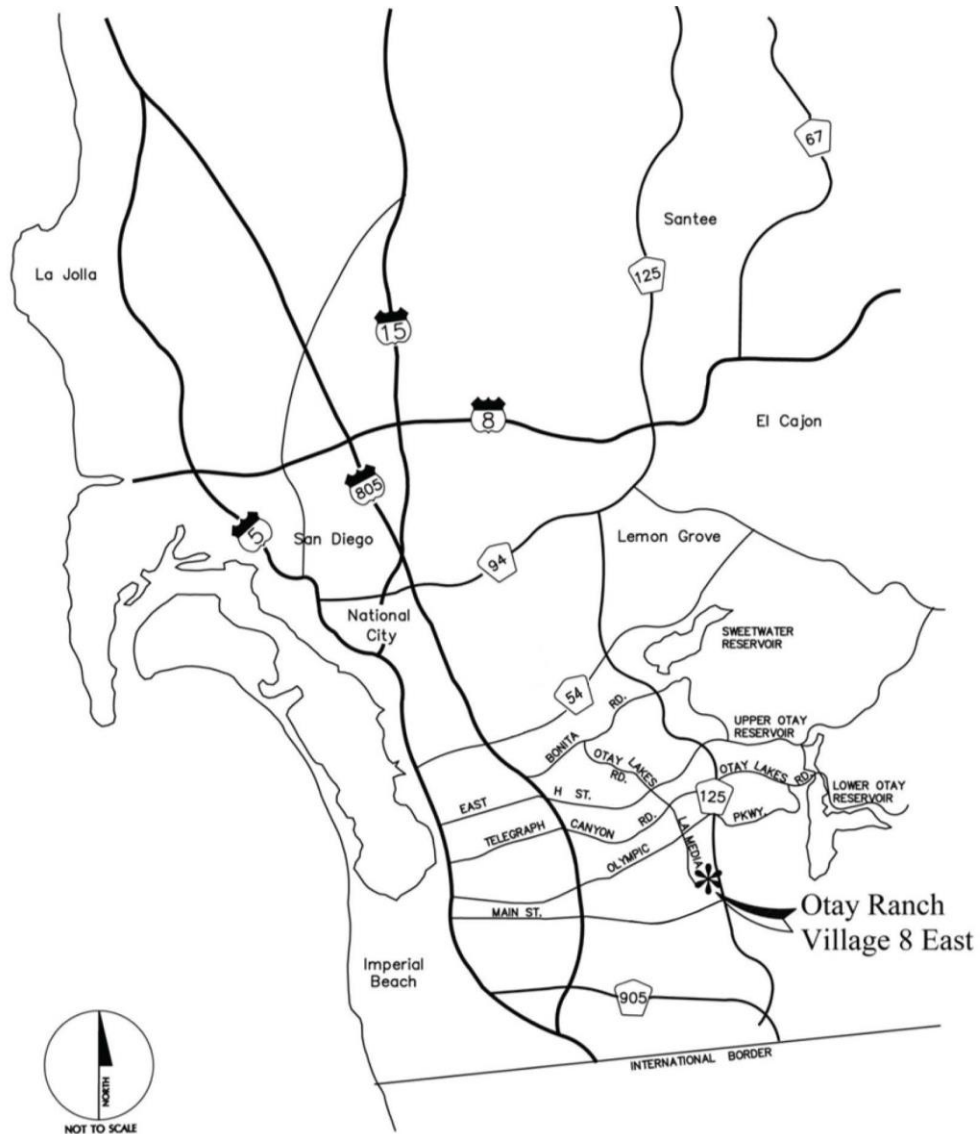 67
Santee
La Jolla
125
15
8
El Cajon
805
5
San Diego
Lemon Grove
94
National
City
SWEETWATER
RESERVOIR
54
BONITA RD.
UPPER OTAY
RESERVOIR
OTAY LAKES
RD.
OTAY LAKES RD.
LOWER OTAY
RESERVOIR
EAST H ST.
125
PKWY.
TELEGRAPH CANYON RD.
LA MEDIA
OLYMPIC
MAIN ST.
Otay Ranch
Village 8 East
Imperial
Beach
905
INTERNATIONAL BORDER
NORTH
NOT TO SCALE